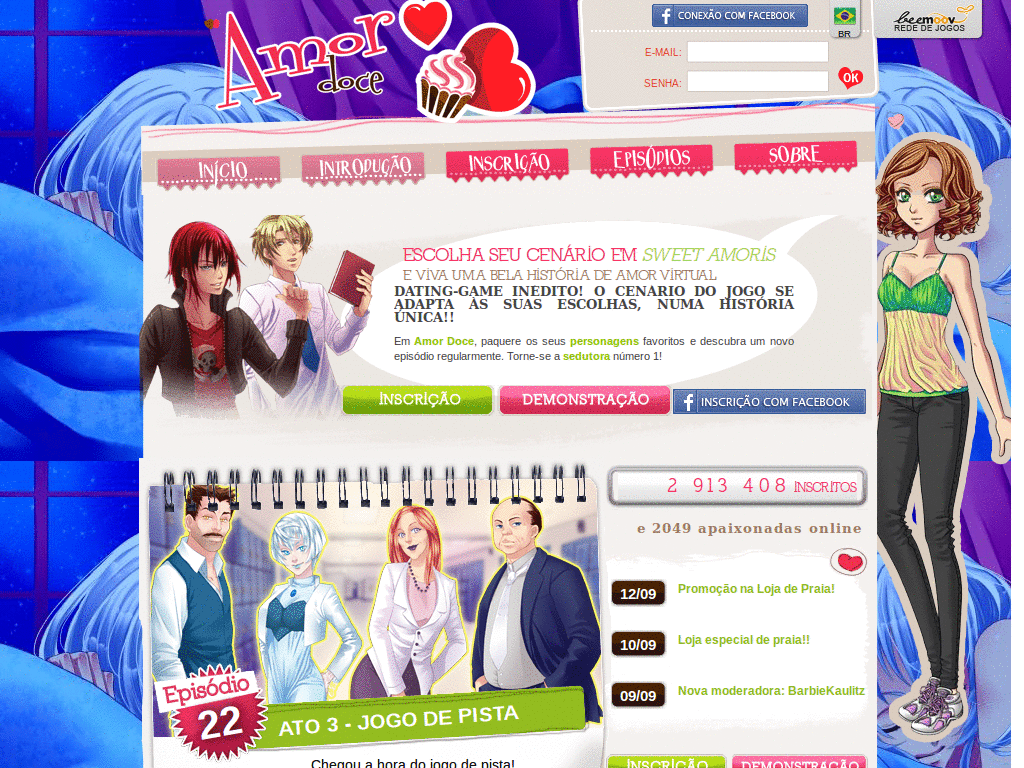 Amor
doce
CONEXÃO COM FACEBOOK
BR
beemoov
REDE DE JOGOS
E-MAIL:
SENHA:
OK
INÍCIO
INTRODUÇÃO
INSCRIÇÃO
EPISÓDIOS
SOBRE
ESCOLHA SEU CENÁRIO EM SWEET AMORIS
E VIVA UMA BELA HISTÓRIA DE AMOR VIRTUAL
DATING-GAME INEDITO! O CENARIO DO JOGO SE
ADAPTA ÀS SUAS ESCOLHAS, NUMA HISTÓRIA
ÚNICA!!
Em Amor Doce, paquere os seus personagens favoritos e descubra um novo
episódio regularmente. Torne-se a sedutora número 1!
INSCRIÇÃO
DEMONSTRAÇÃO
INSCRIÇÃO COM FACEBOOK
2 913 408 INSCRITOS
e 2049 apaixonadas online
12/09 Promoção na Loja de Praia!
10/09 Loja especial de praia!!
09/09 Nova moderadora: BarbieKaulitz
Episódio
22
ATO 3 - JOGO DE PISTA
Chegou a hora do jogo de pista!
INSCRIÇÃO
DEMONSTRAÇÃO